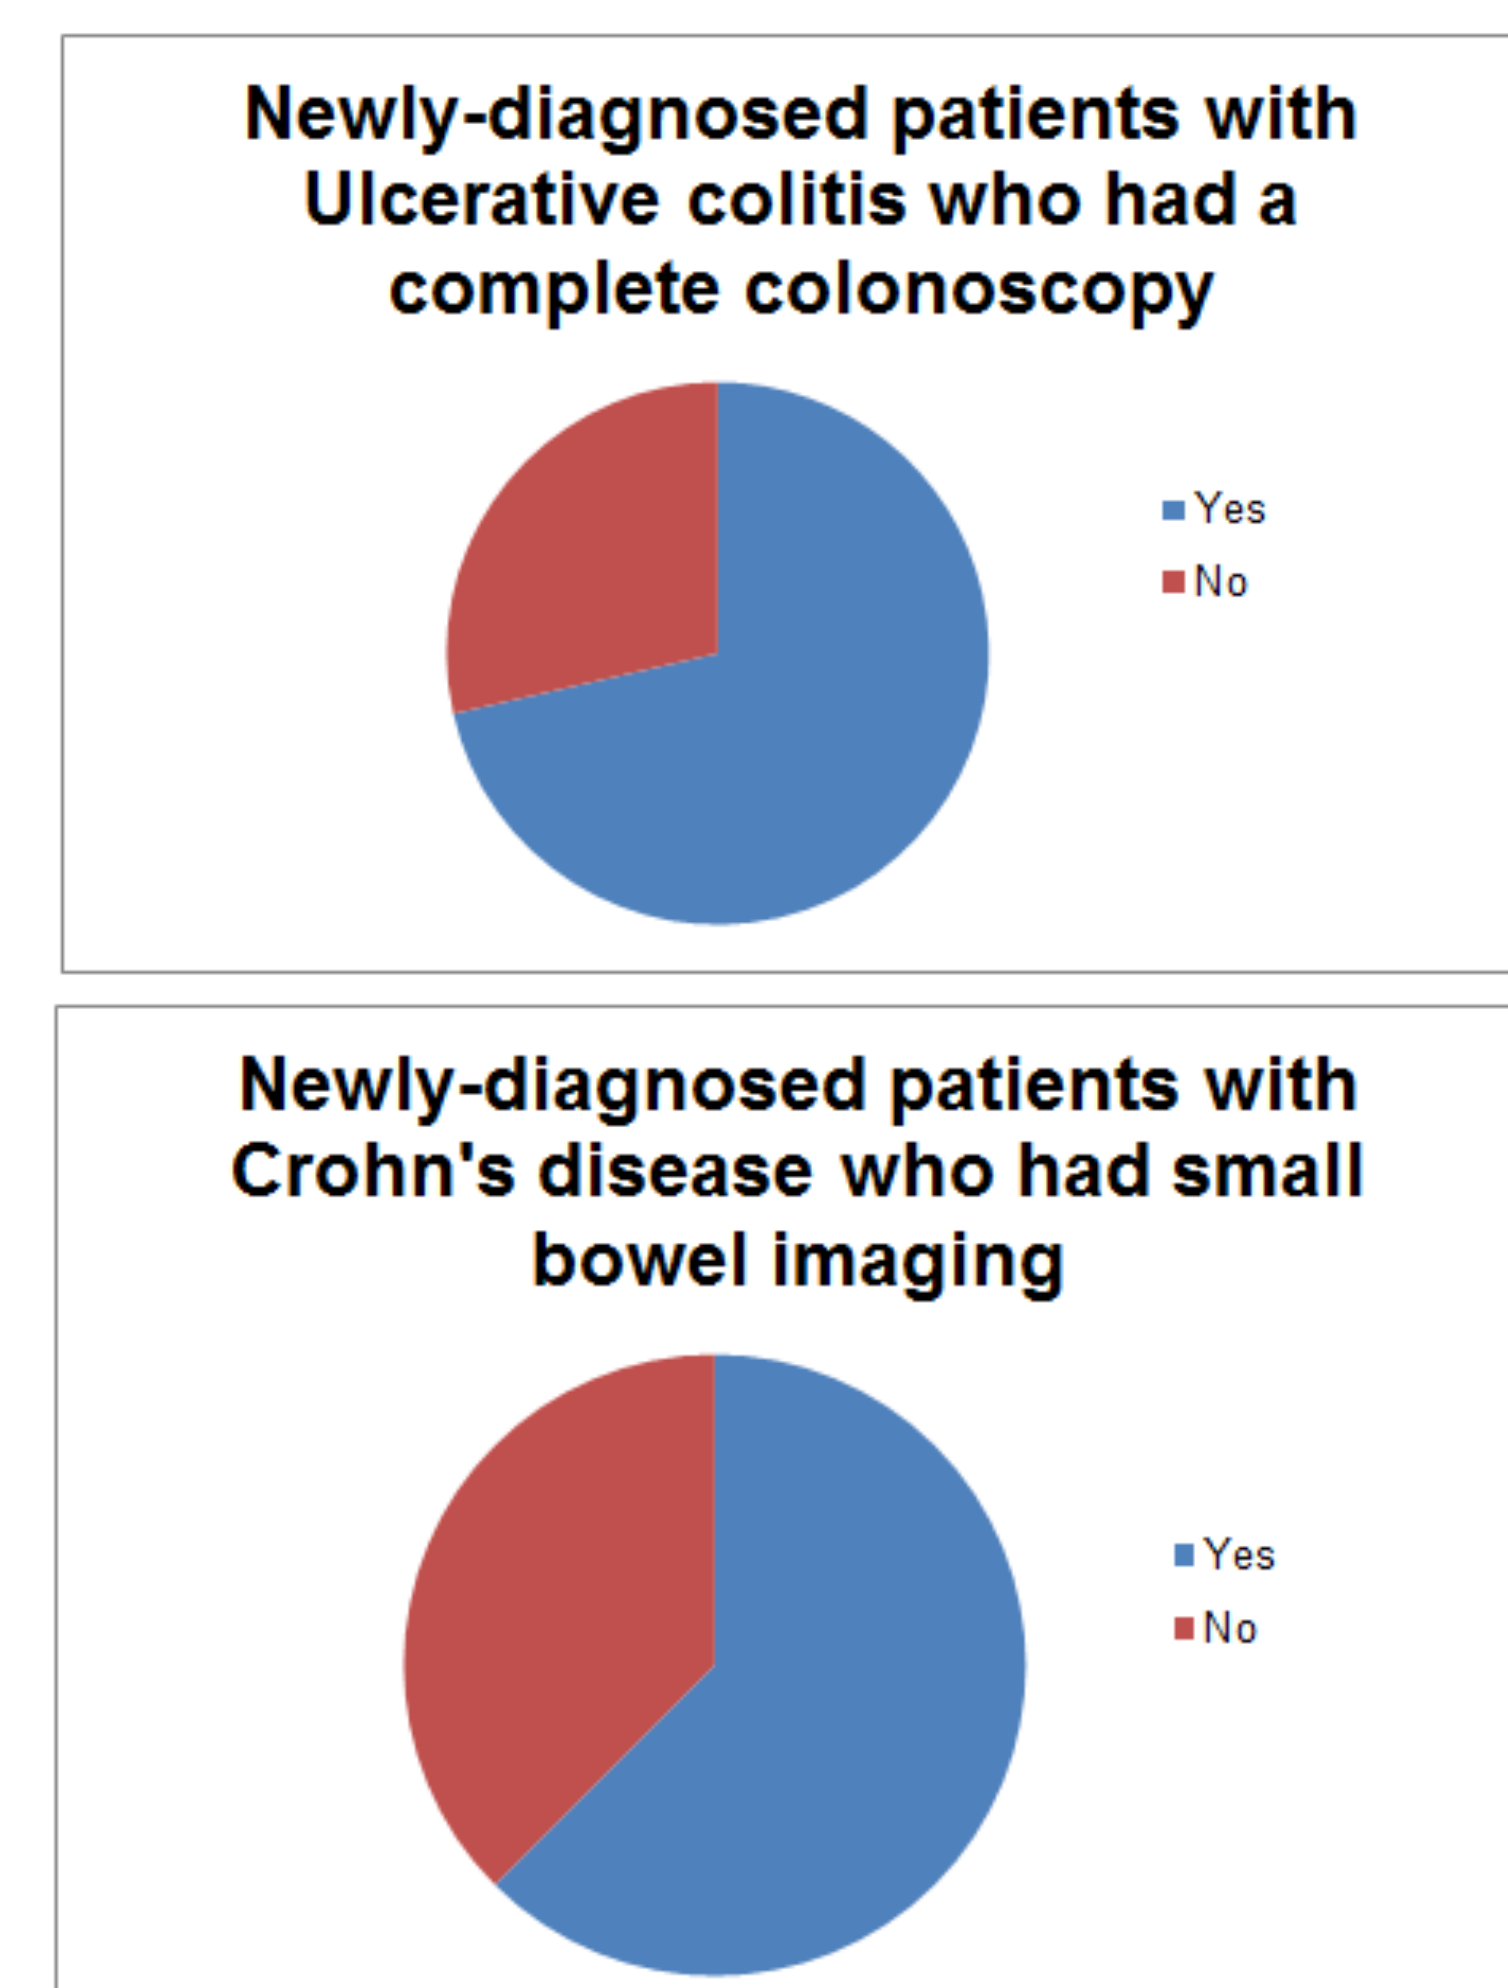 Newly-diagnosed patients with
Ulcerative colitis who had a
complete colonoscopy
Yes
No
Newly-diagnosed patients with
Crohn's disease who had small
bowel imaging
Yes
No